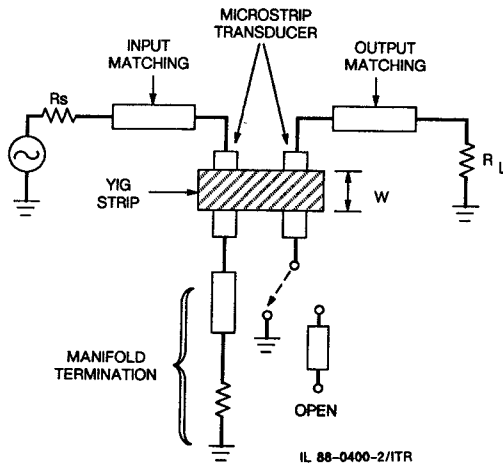 MICROSTRIP
TRANSDUCER
INPUT
MATCHING
OUTPUT
MATCHING
Rs
R L
YIG
STRIP
W
MANIFOLD
TERMINATION
OPEN
IL 88-0400-2/ITR